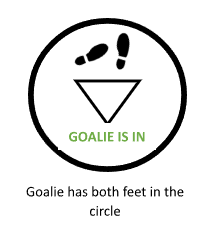 GOALIE IS IN
Goalie has both feet in the
circle